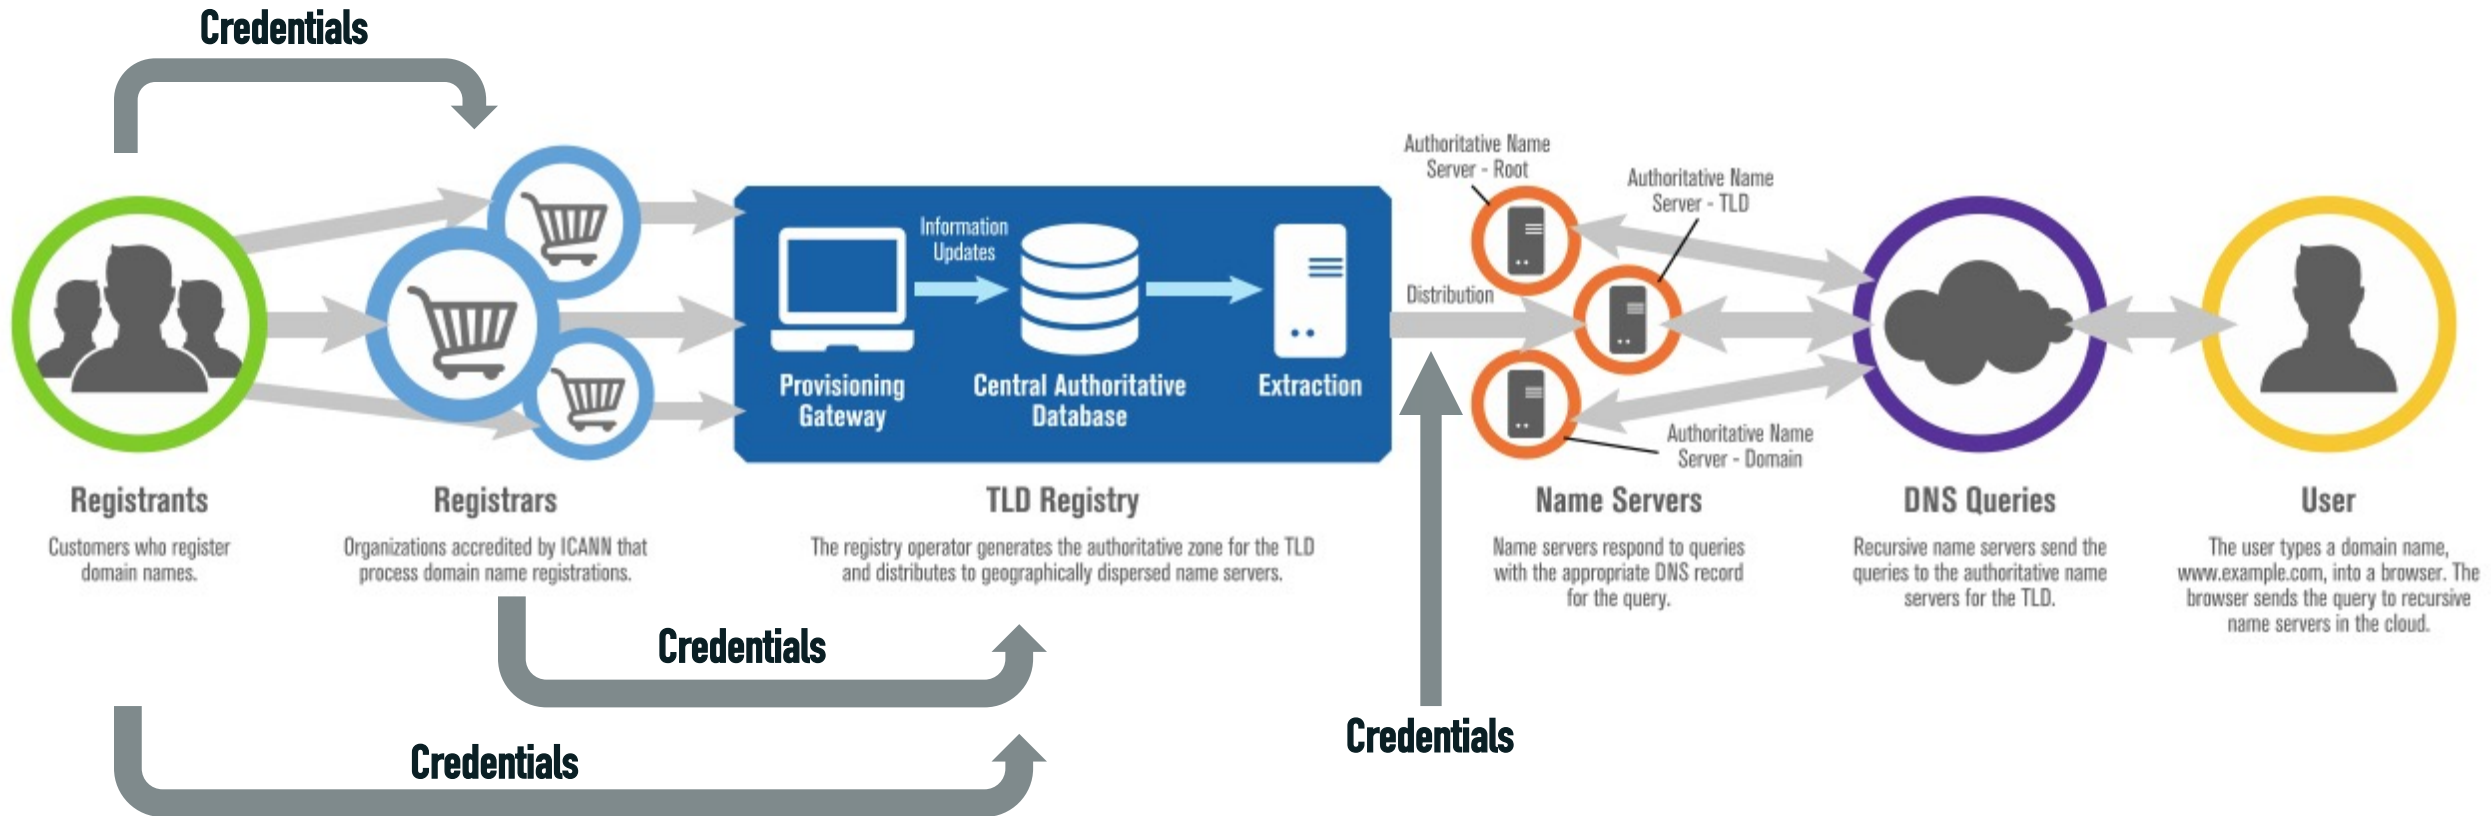 Credentials
Authoritative Name
Server - Root
Authoritative Name
Server - TLD
Information
Updates
Distribution
Provisioning
Gateway
Central Authoritative
Database
Extraction
Authoritative Name
Server - Domain
Registrants
Customers who register
domain names.
Registrars
Organizations accredited by ICANN that
process domain name registrations.
TLD Registry
The registry operator generates the authoritative zone for the TLD
and distributes to geographically dispersed name servers.
Name Servers
Name servers respond to queries
with the appropriate DNS record
for the query.
DNS Queries
Recursive name servers send the
queries to the authoritative name
servers for the TLD.
User
The user types a domain name,
www.example.com, into a browser. The
browser sends the query to recursive
name servers in the cloud.
Credentials
Credentials
Credentials